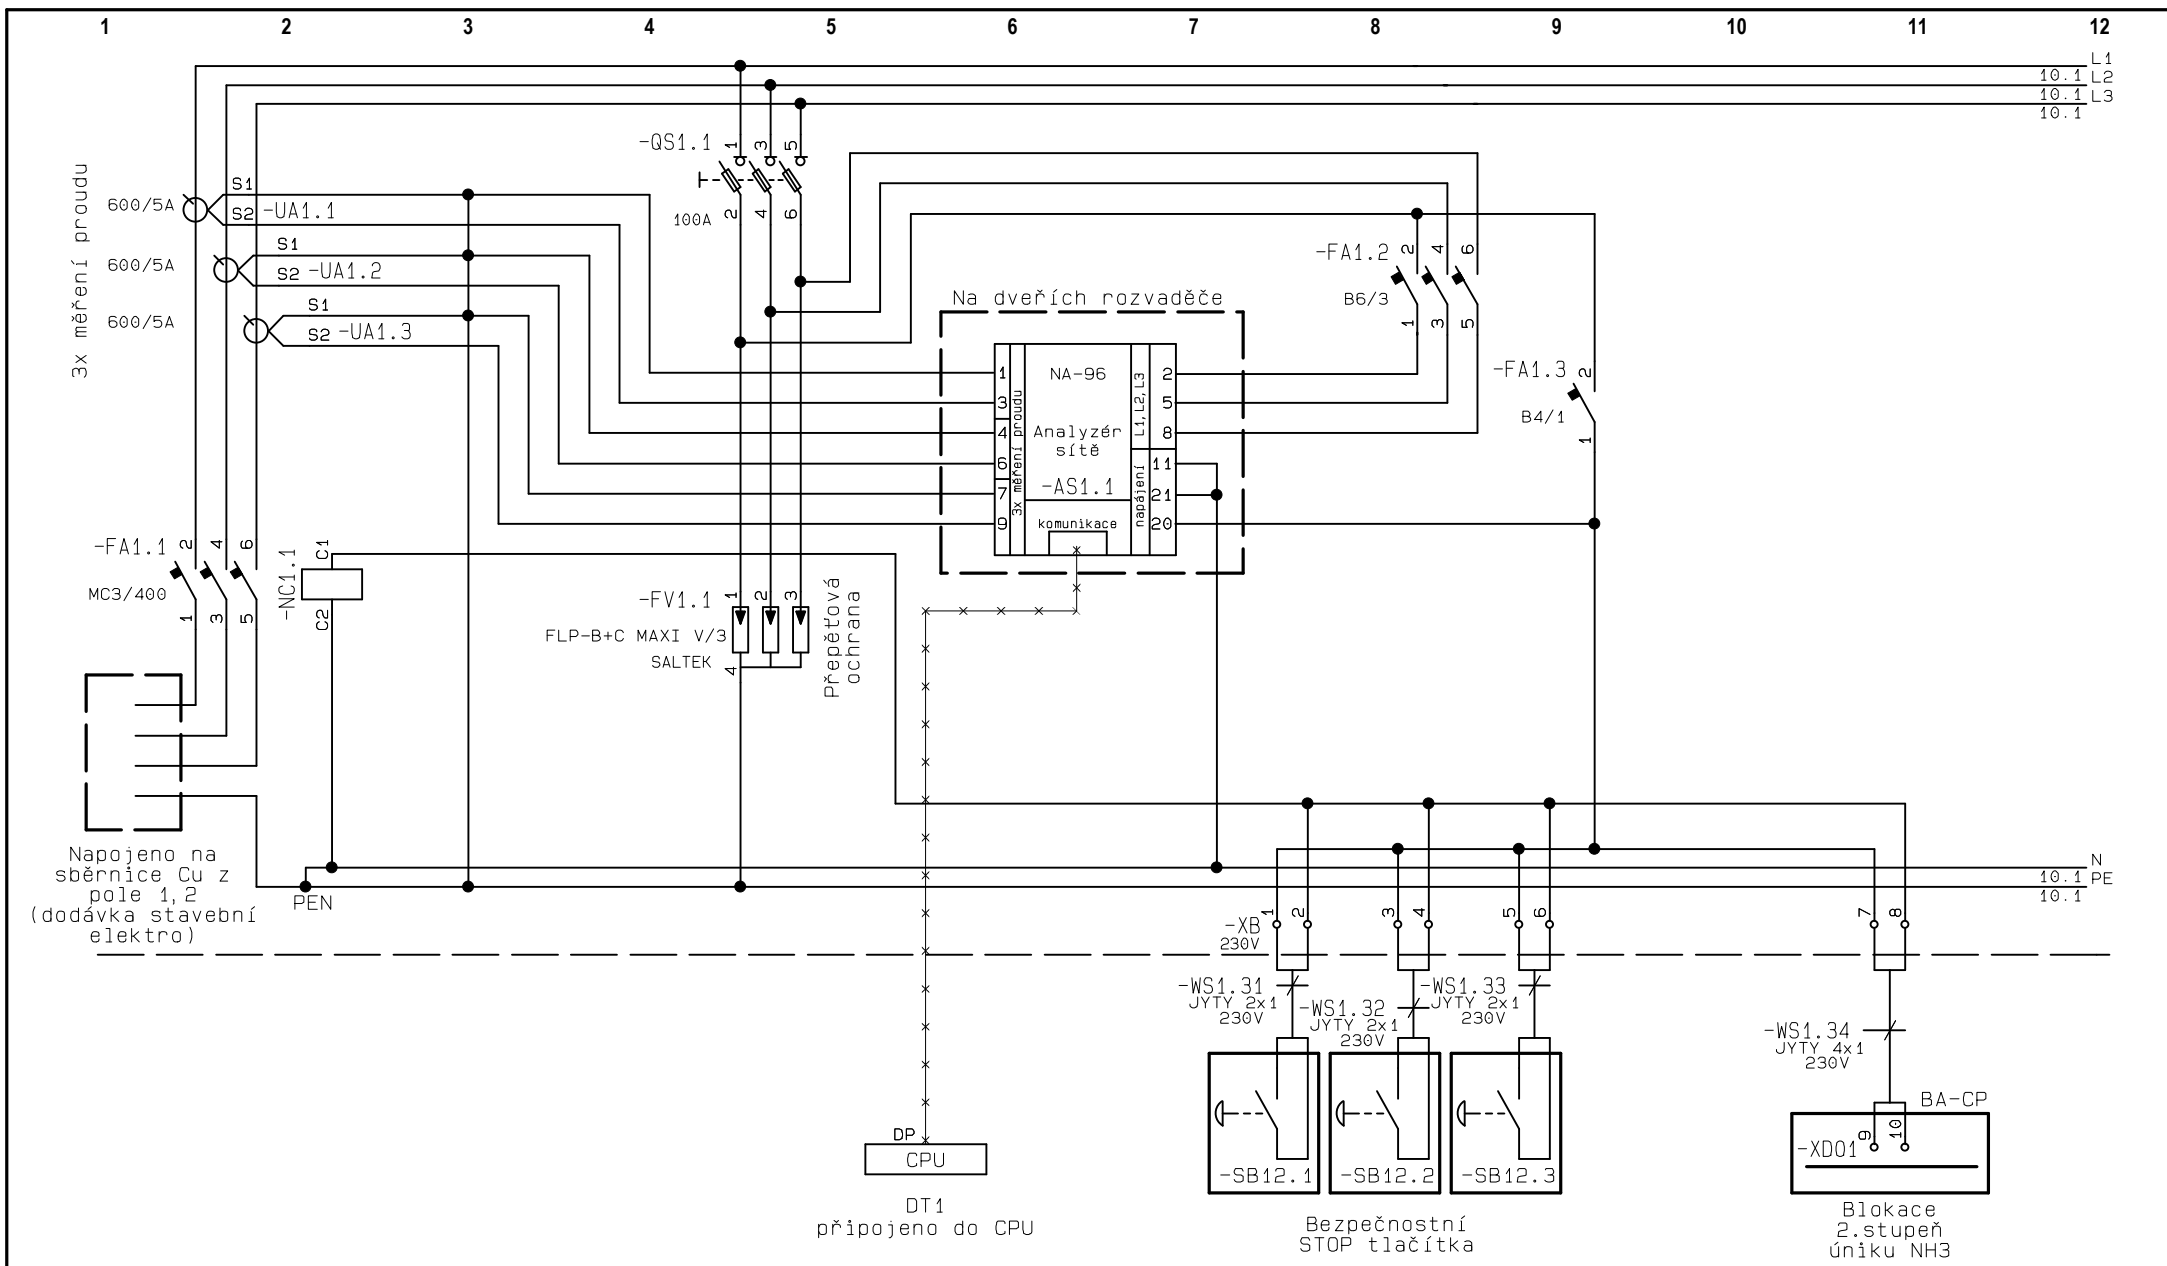 1 2 3 4 5 6 7 8 9 10 11 12
L1
10.1 L2
10.1 L3
10.1
3x měření proudu
600/5A
S1
S2 -UA1.1
600/5A
S1
S2 -UA1.2
600/5A
S1
S2 -UA1.3
-QS1.1
1 3 5
100A
2 4 6
-FA1.2
2 4 6
B6/3
1 3 5
-FA1.3
2
B4/1
1
Na dveřích rozvaděče
NA-96
Analyzér
sítě
-AS1.1
komunikace
3x měření proudu
L1,L2,L3
napájení
1
3
4
6
7
9
2
5
8
11
21
20
-FA1.1
2 4 6
MC3/400
1 3 5
-NC1.1
C1
C2
-FV1.1
1 2 3
FLP-B+C MAXI V/3
SALTEK
4
Přepěťová
ochrana
Napojeno na
sběrnice Cu z
pole 1,2
(dodávka stavební
elektro)
PEN
N
10.1 PE
10.1
-XB
230V
1 2 3 4 5 6 7 8
-WS1.31
JYTY 2x1
230V
-WS1.32
JYTY 2x1
230V
-WS1.33
JYTY 2x1
230V
-WS1.34
JYTY 4x1
230V
-SB12.1
-SB12.2
-SB12.3
BA-CP
-XDO1
9 10
DP
CPU
DT1
připojeno do CPU
Bezpečnostní
STOP tlačítka
Blokace
2.stupeň
úniku NH3